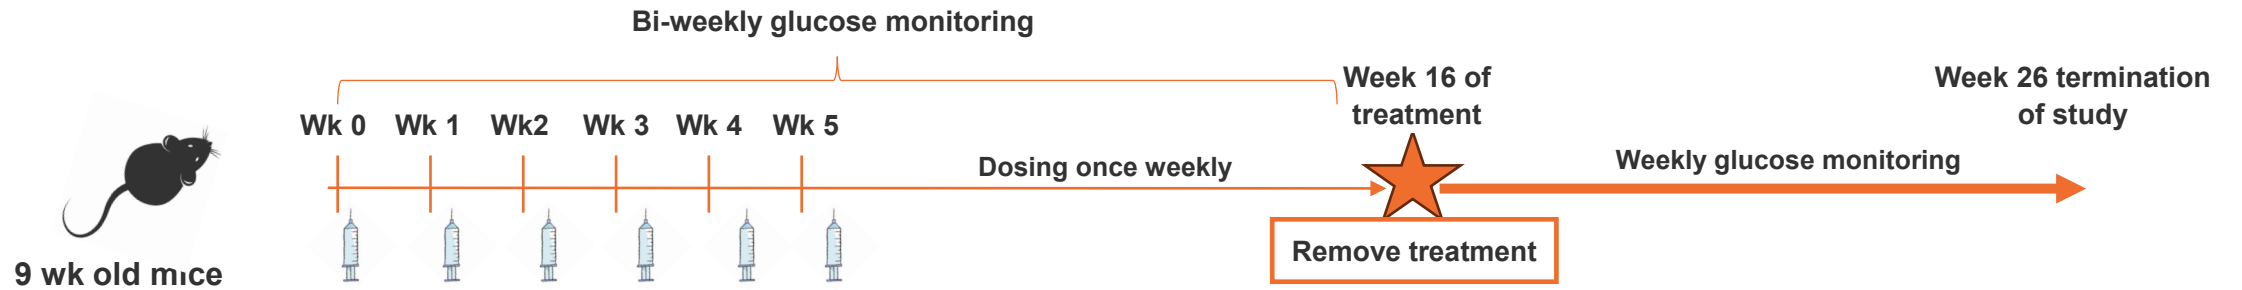 Bi-weekly glucose monitoring
Week 16 of
treatment
Week 26 termination
of study
Wk 0 Wk 1 Wk2 Wk 3 Wk 4 Wk 5
Dosing once weekly
Weekly glucose monitoring
Remove treatment
9 wk old mice